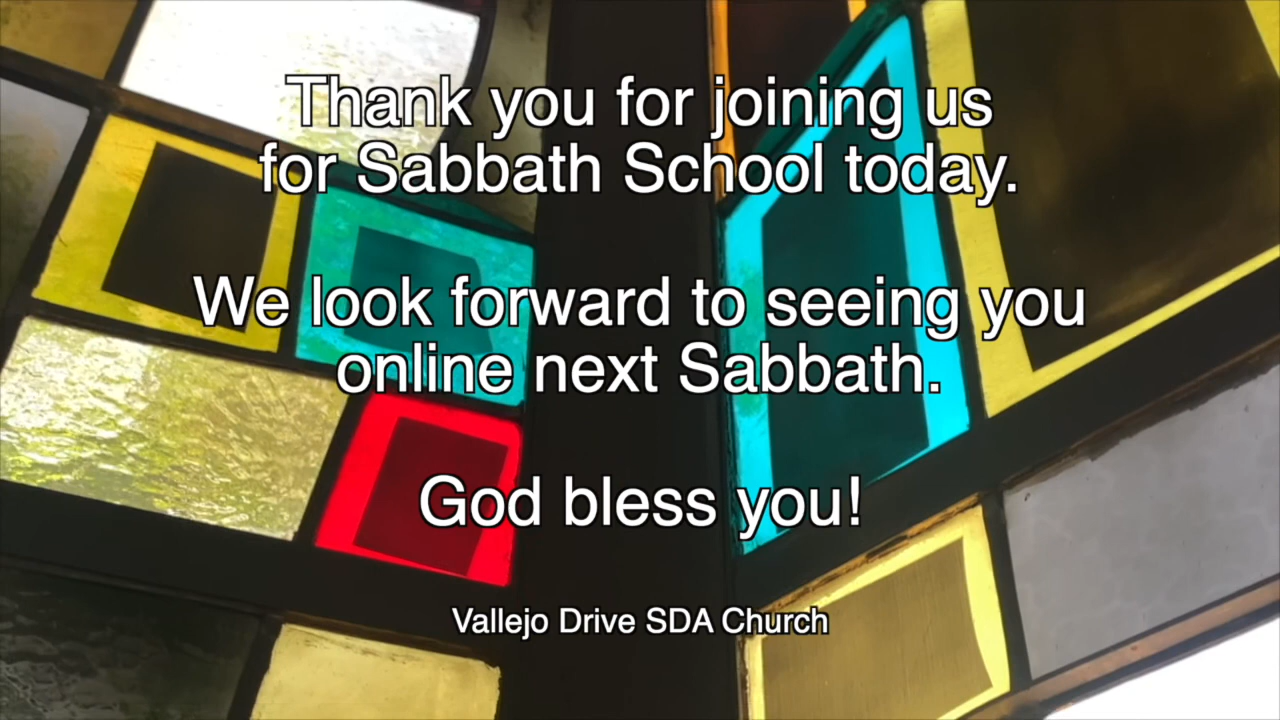 Thank you for joining us
for Sabbath School today.
We look forward to seeing you
online next Sabbath.
God bless you!
Vallejo Drive SDA Church